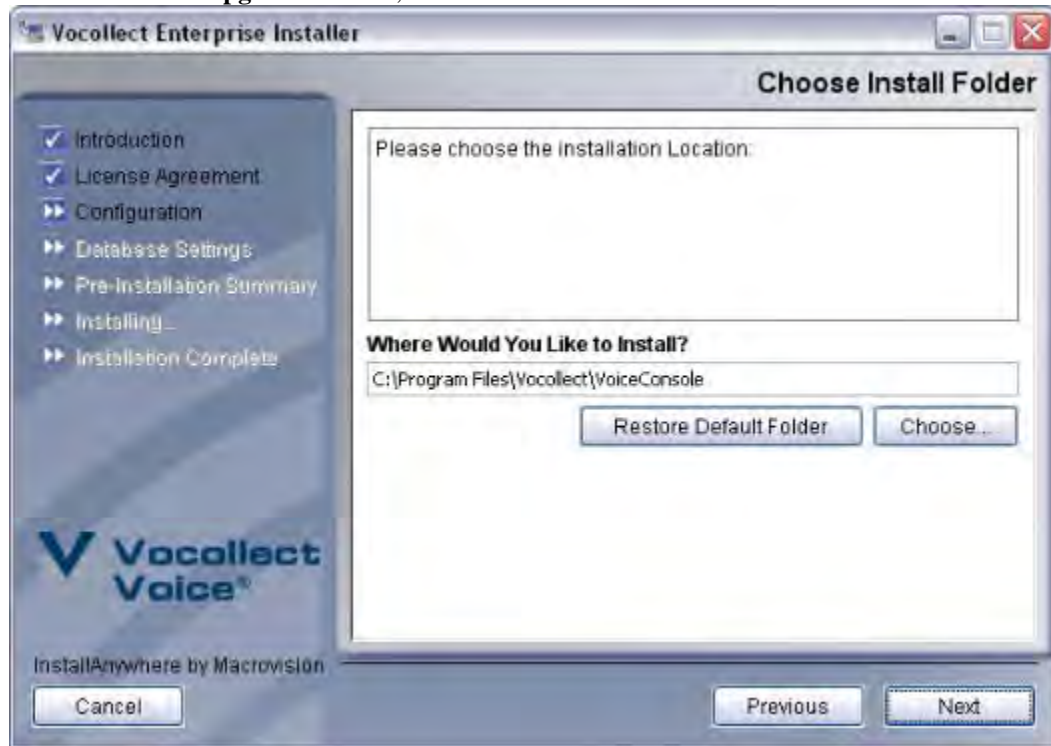 Vocollect Enterprise Installer
Choose Install Folder
Introduction
License Agreement
Configuration
Database Settings
Pre-Installation Summary
Installing...
Installation Complete
Please choose the installation Location:
Where Would You Like to Install?
C:\Program Files\Vocollect\VoiceConsole
Restore Default Folder
Choose...
V Vocollect
Voice®
InstallAnywhere by Macrovision
Cancel
Previous
Next